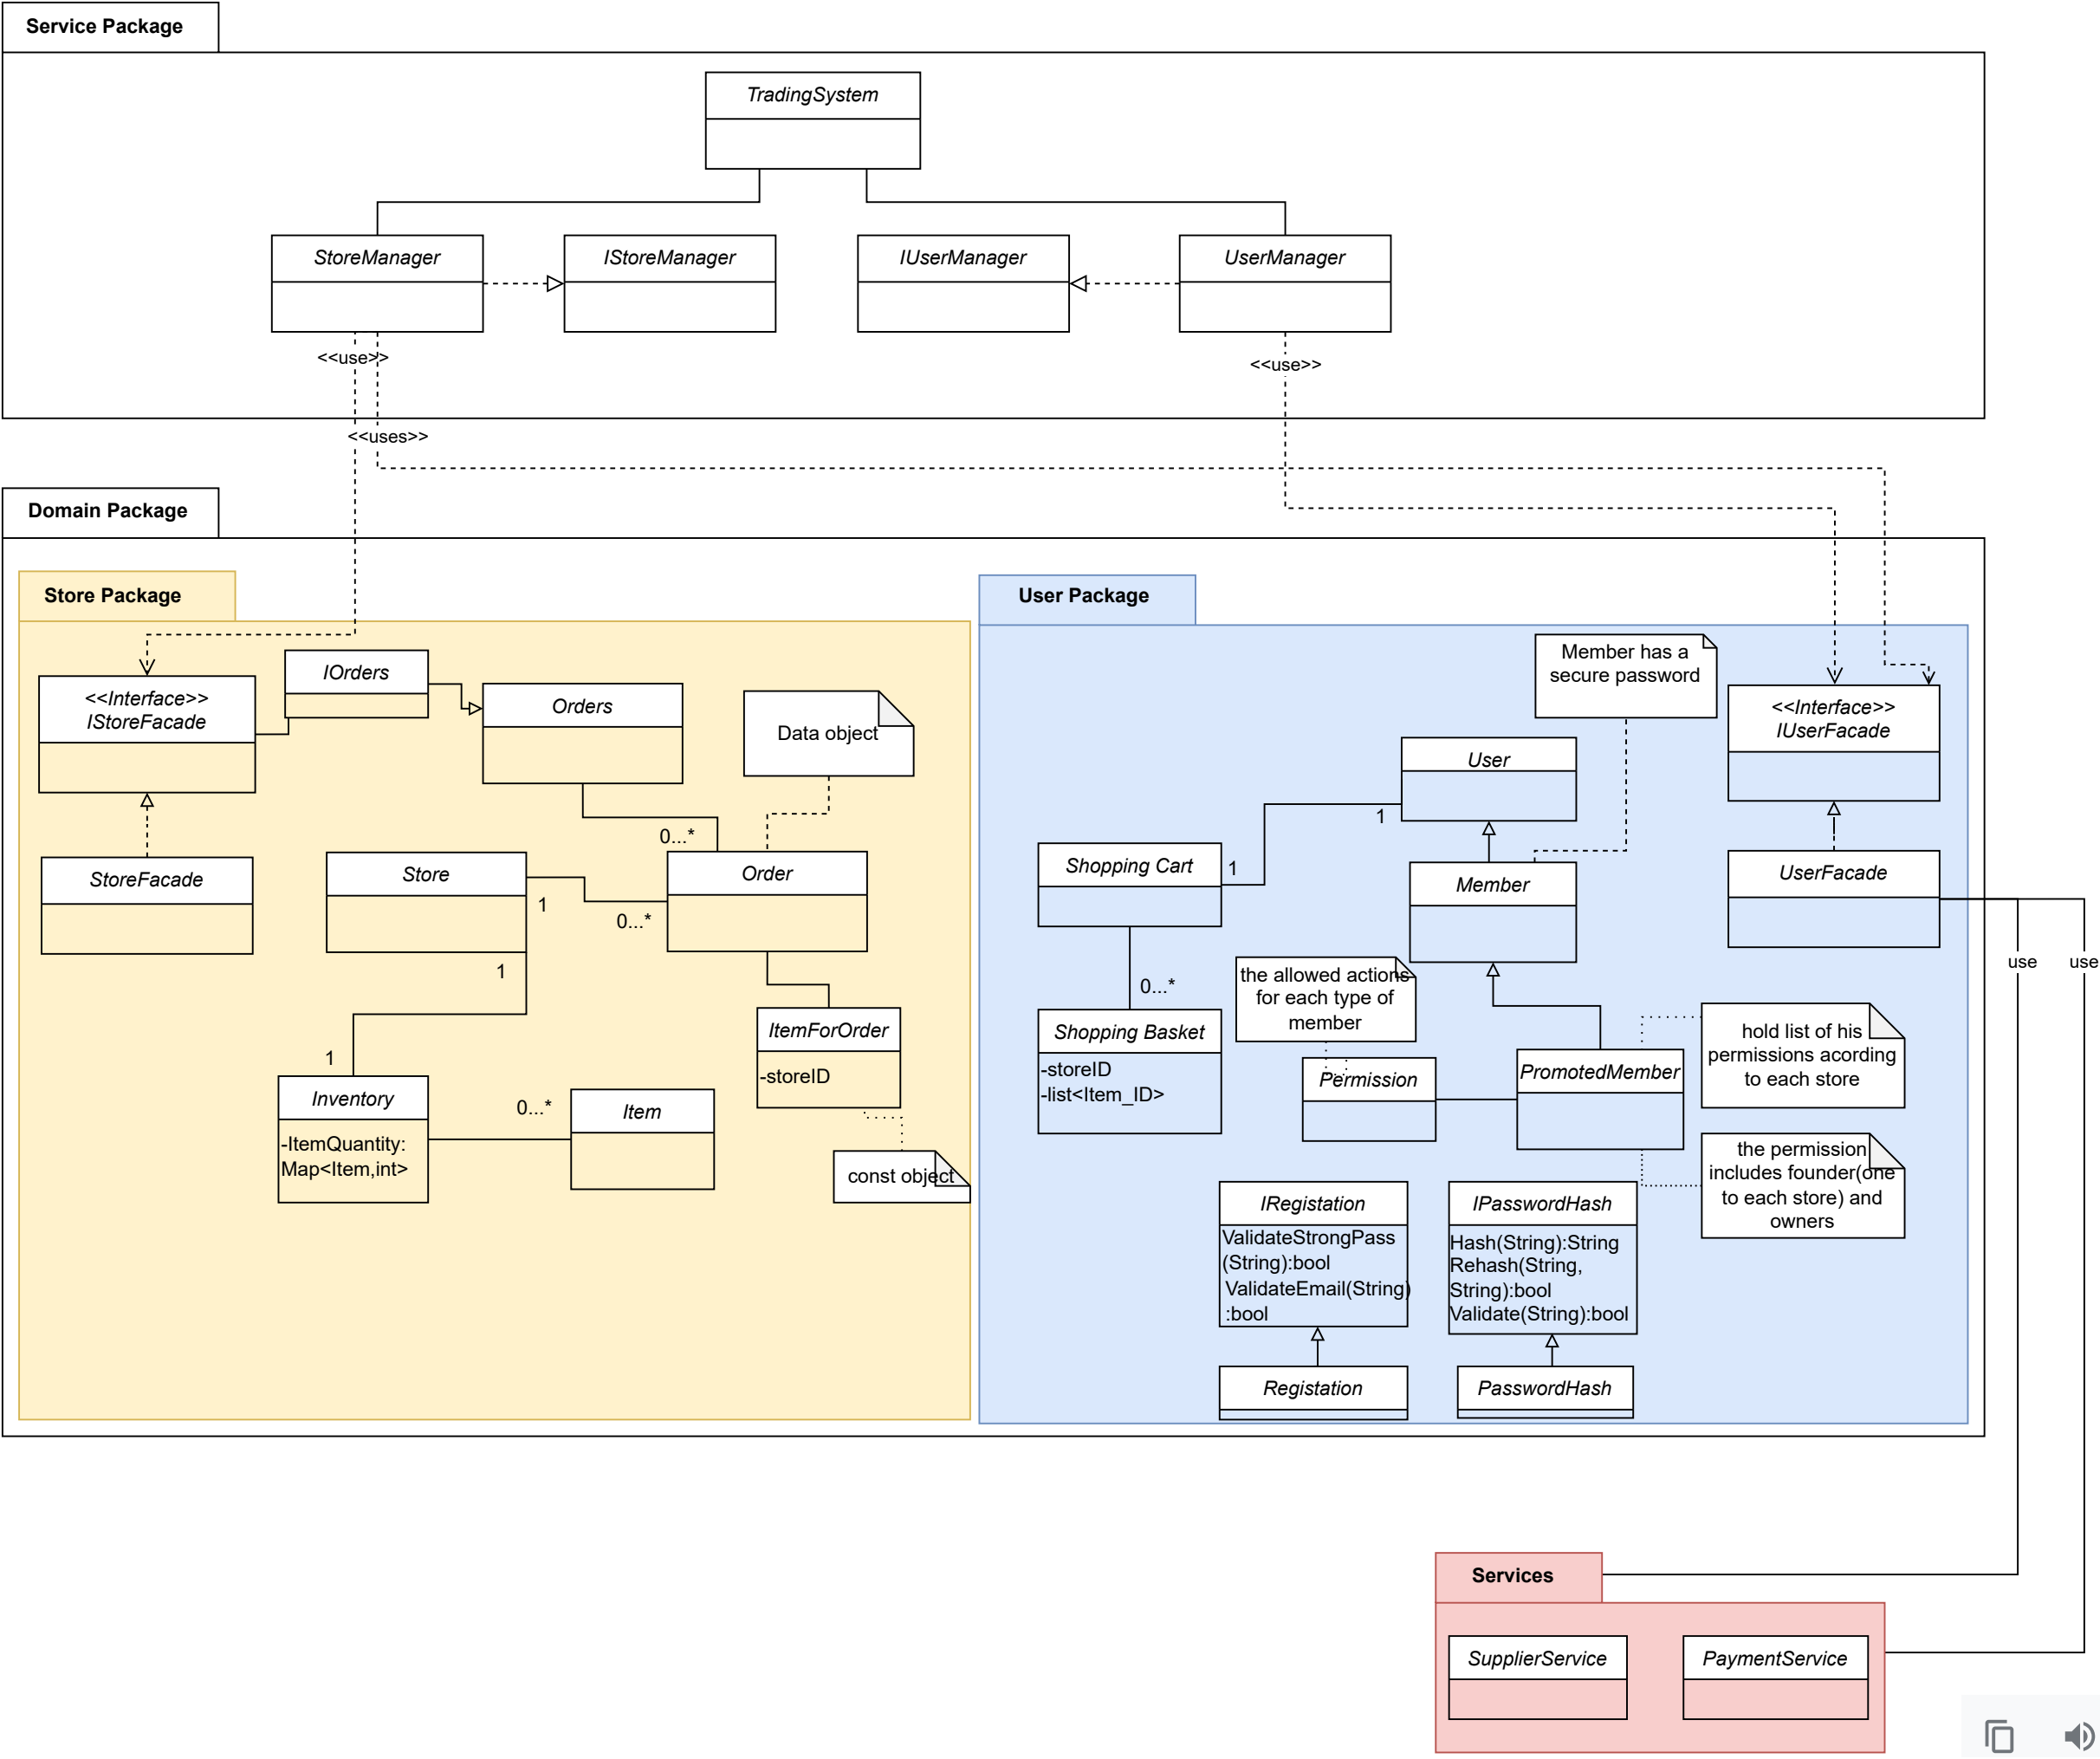 Service Package
TradingSystem
StoreManager
IStoreManager
IUserManager
UserManager
<<use>>
<<use>>
<<uses>>
Domain Package
Store Package
<<Interface>>
IStoreFacade
IOrders
Orders
Data object
0...*
StoreFacade
Store
Order
1
0...*
1
ItemForOrder
-storeID
1
Inventory
-ItemQuantity:
Map<Item,int>
0...*
Item
const object
User Package
Member has a
secure password
<<Interface>>
IUserFacade
User
1
Shopping Cart
1
Member
UserFacade
use
use
0...*
the allowed actions
for each type of
member
Shopping Basket
-storeID
-list<Item_ID>
Permission
PromotedMember
hold list of his
permissions acording
to each store
the permission
includes founder(one
to each store) and
owners
IRegistation
ValidateStrongPass
(String):bool
ValidateEmail(String)
:bool
IPasswordHash
Hash(String):String
Rehash(String,
String):bool
Validate(String):bool
Registation
PasswordHash
Services
SupplierService
PaymentService